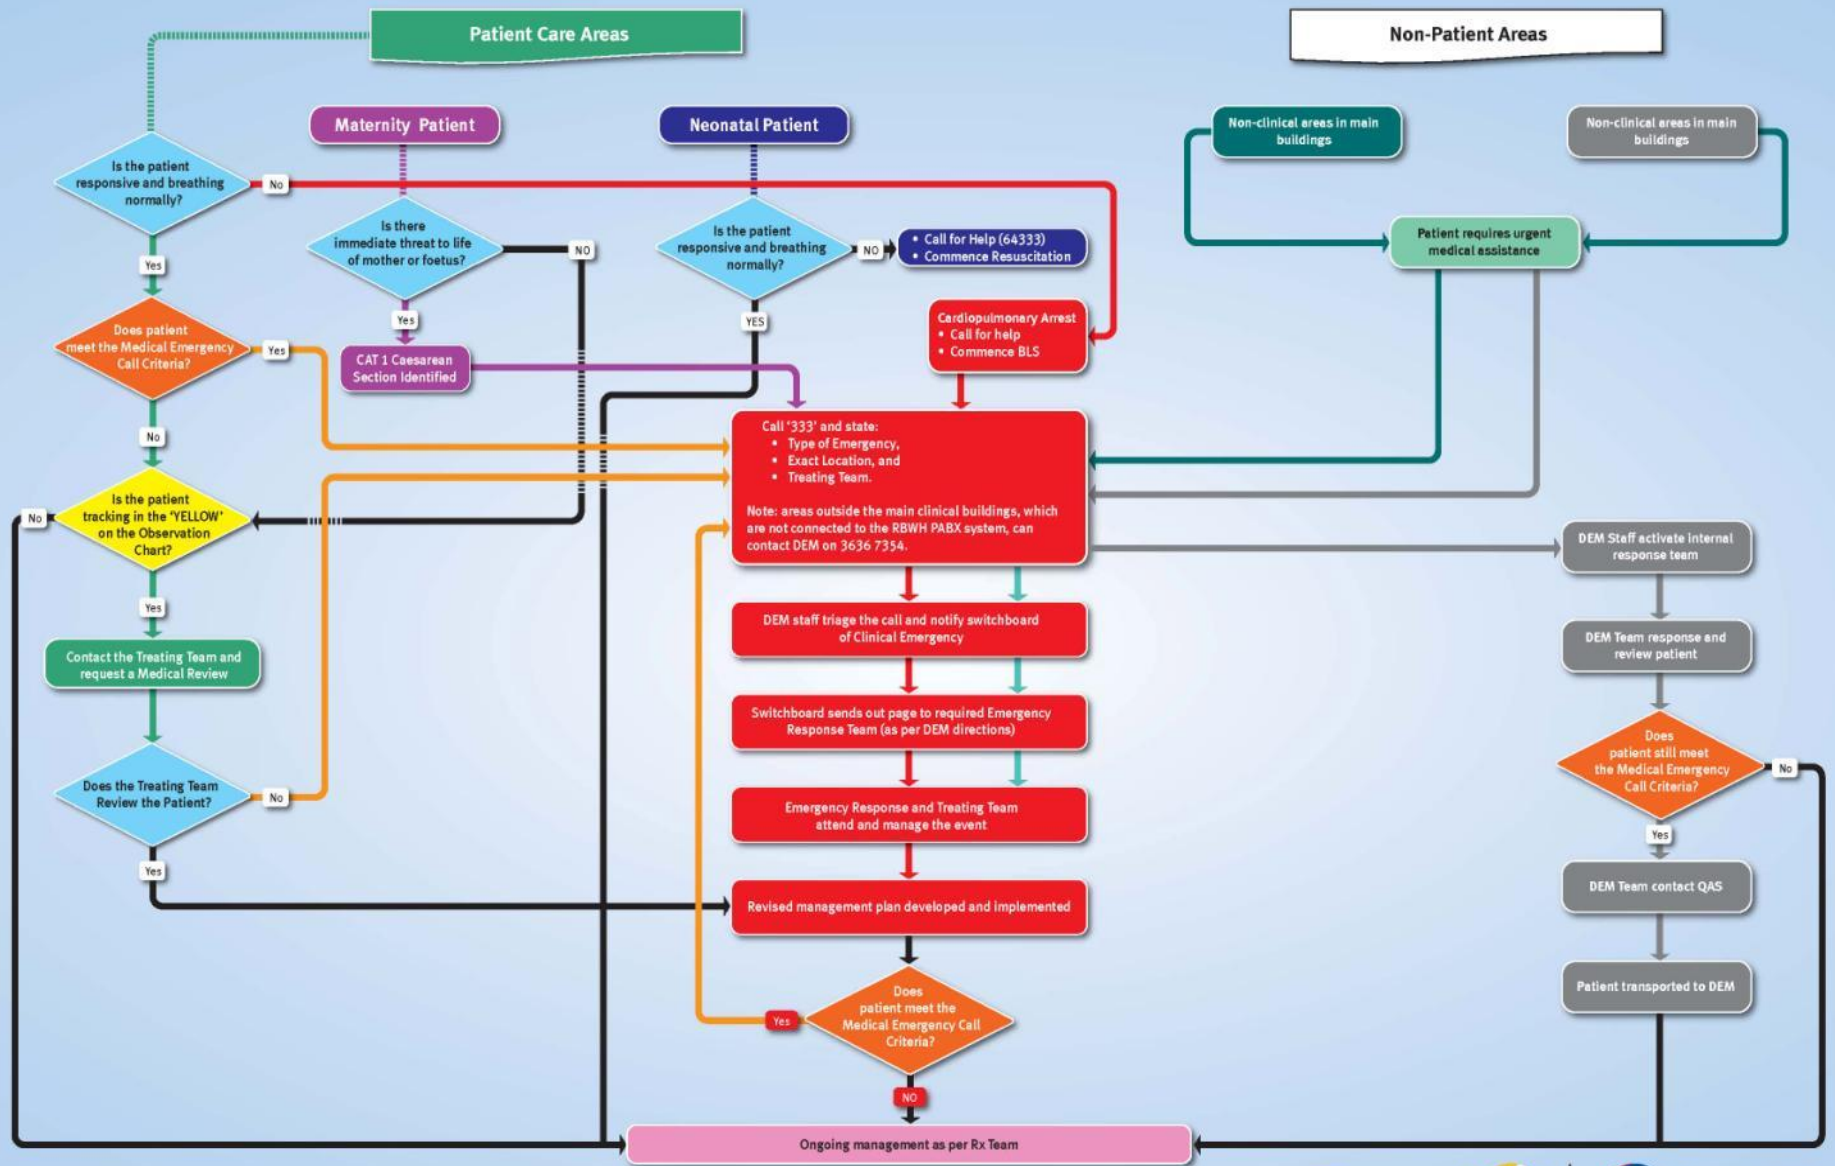 Patient Care Areas
Non-Patient Areas
Maternity Patient
Neonatal Patient
Non-clinical areas in main
buildings
Non-clinical areas in main
buildings
Is the patient
responsive and breathing
normally?
No
Yes
Is there
immediate threat to life
of mother or foetus?
NO
Yes
Is the patient
responsive and breathing
normally?
NO
YES
• Call for Help (64333)
• Commence Resuscitation
Patient requires urgent
medical assistance
Does patient
meet the Medical Emergency
Call Criteria?
Yes
No
CAT 1 Caesarean
Section Identified
Cardiopulmonary Arrest
• Call for help
• Commence BLS
Call '333' and state:
• Type of Emergency,
• Exact Location, and
• Treating Team.
Note: areas outside the main clinical buildings, which
are not connected to the RBWH PABX system, can
contact DEM on 3636 7354.
Is the patient
tracking in the 'YELLOW'
on the Observation
Chart?
No
Yes
DEM Staff activate internal
response team
DEM staff triage the call and notify switchboard
of Clinical Emergency
DEM Team response and
review patient
Contact the Treating Team and
request a Medical Review
Switchboard sends out page to required Emergency
Response Team (as per DEM directions)
Does
patient still meet
the Medical Emergency
Call Criteria?
No
Yes
Does the Treating Team
Review the Patient?
No
Yes
Emergency Response and Treating Team
attend and manage the event
Revised management plan developed and implemented
DEM Team contact QAS
Patient transported to DEM
Does
patient meet the
Medical Emergency Call
Criteria?
Yes
NO
Ongoing management as per Rx Team